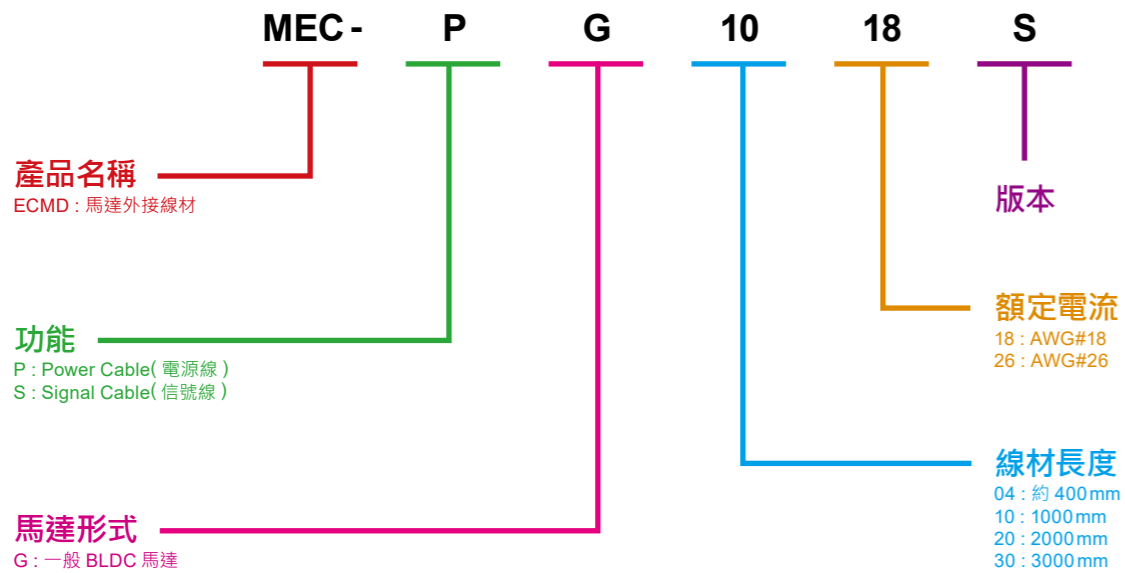 MEC - P G 10 18 S
產品名稱
ECMD : 馬達外接線材
版本
功能
P : Power Cable( 電源線 )
S : Signal Cable( 信號線 )
額定電流
18 : AWG#18
26 : AWG#26
馬達形式
G : 一般 BLDC 馬達
線材長度
04 : 約 400mm
10 : 1000mm
20 : 2000mm
30 : 3000mm